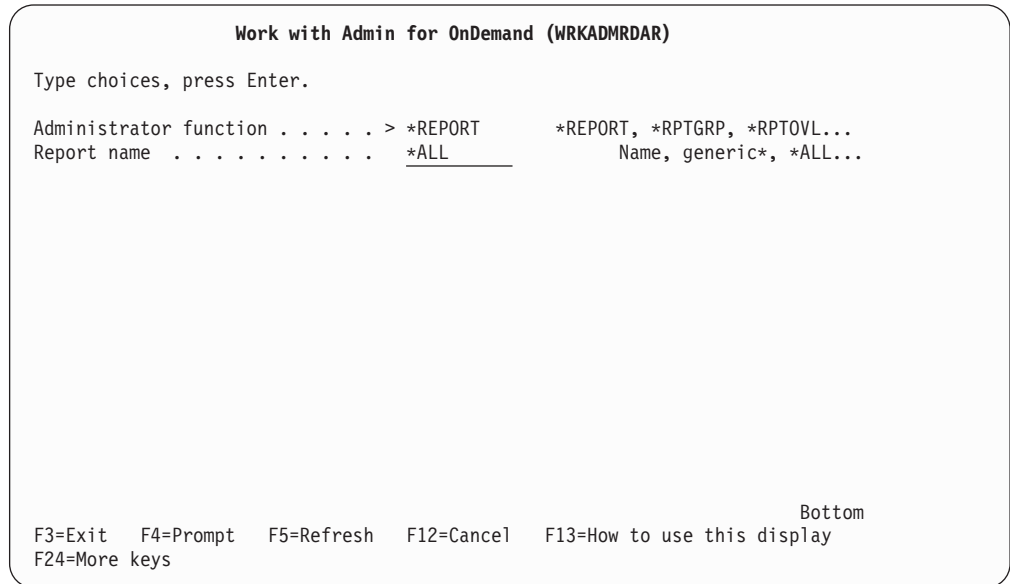 Work with Admin for OnDemand (WRKADMRDAR)
Type choices, press Enter.
Administrator function . . . . . > *REPORT *REPORT, *RPTGRP, *RPTOVL...
Report name . . . . . . . . . . *ALL Name, generic*, *ALL...
Bottom
F3=Exit F4=Prompt F5=Refresh F12=Cancel F13=How to use this display
F24=More keys